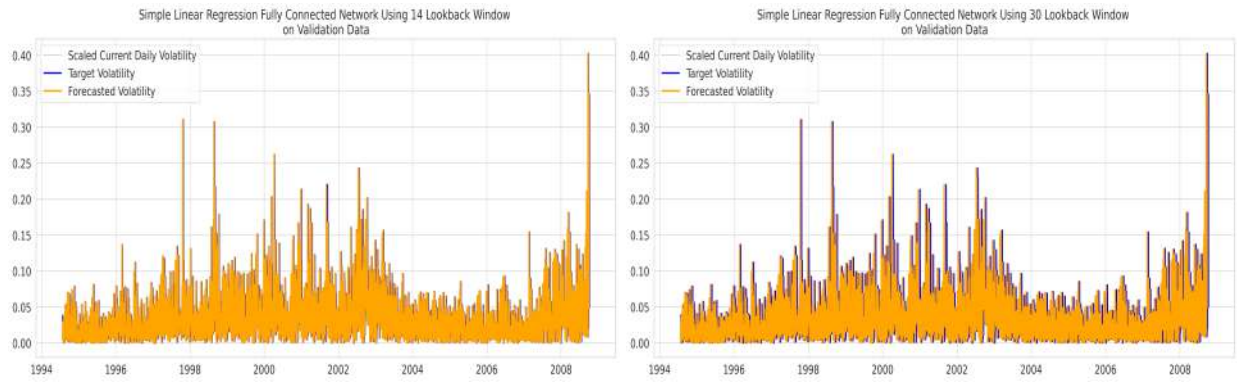 Simple Linear Regression Fully Connected Network Using 14 Lookback Window
on Validation Data
0.40
0.35
0.30
0.25
0.20
0.15
0.10
0.05
0.00
Scaled Current Daily Volatility
Target Volatility
Forecasted Volatility
1994 1996 1998 2000 2002 2004 2006 2008
Simple Linear Regression Fully Connected Network Using 30 Lookback Window
on Validation Data
0.40
0.35
0.30
0.25
0.20
0.15
0.10
0.05
0.00
Scaled Current Daily Volatility
Target Volatility
Forecasted Volatility
1994 1996 1998 2000 2002 2004 2006 2008